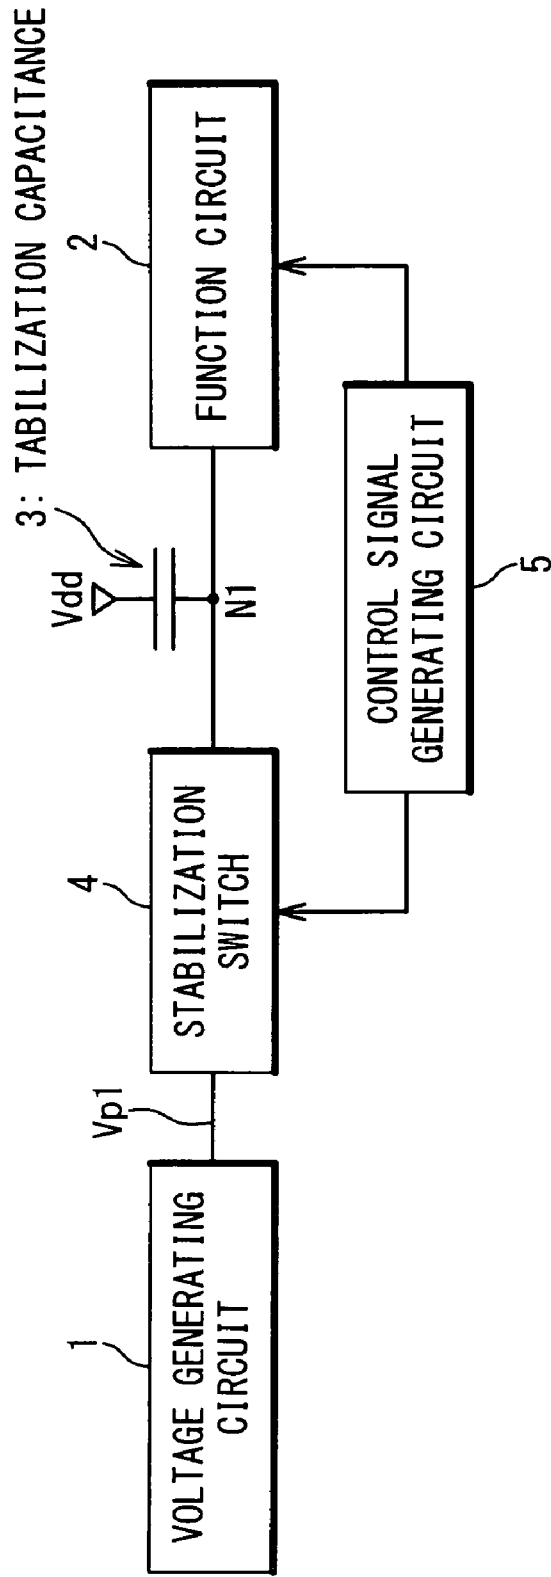 1
VOLTAGE GENERATING
CIRCUIT
Vp1
4
STABILIZATION
SWITCH
Vdd
3: TABILIZATION CAPACITANCE
N1
2
FUNCTION CIRCUIT
CONTROL SIGNAL
GENERATING CIRCUIT
5